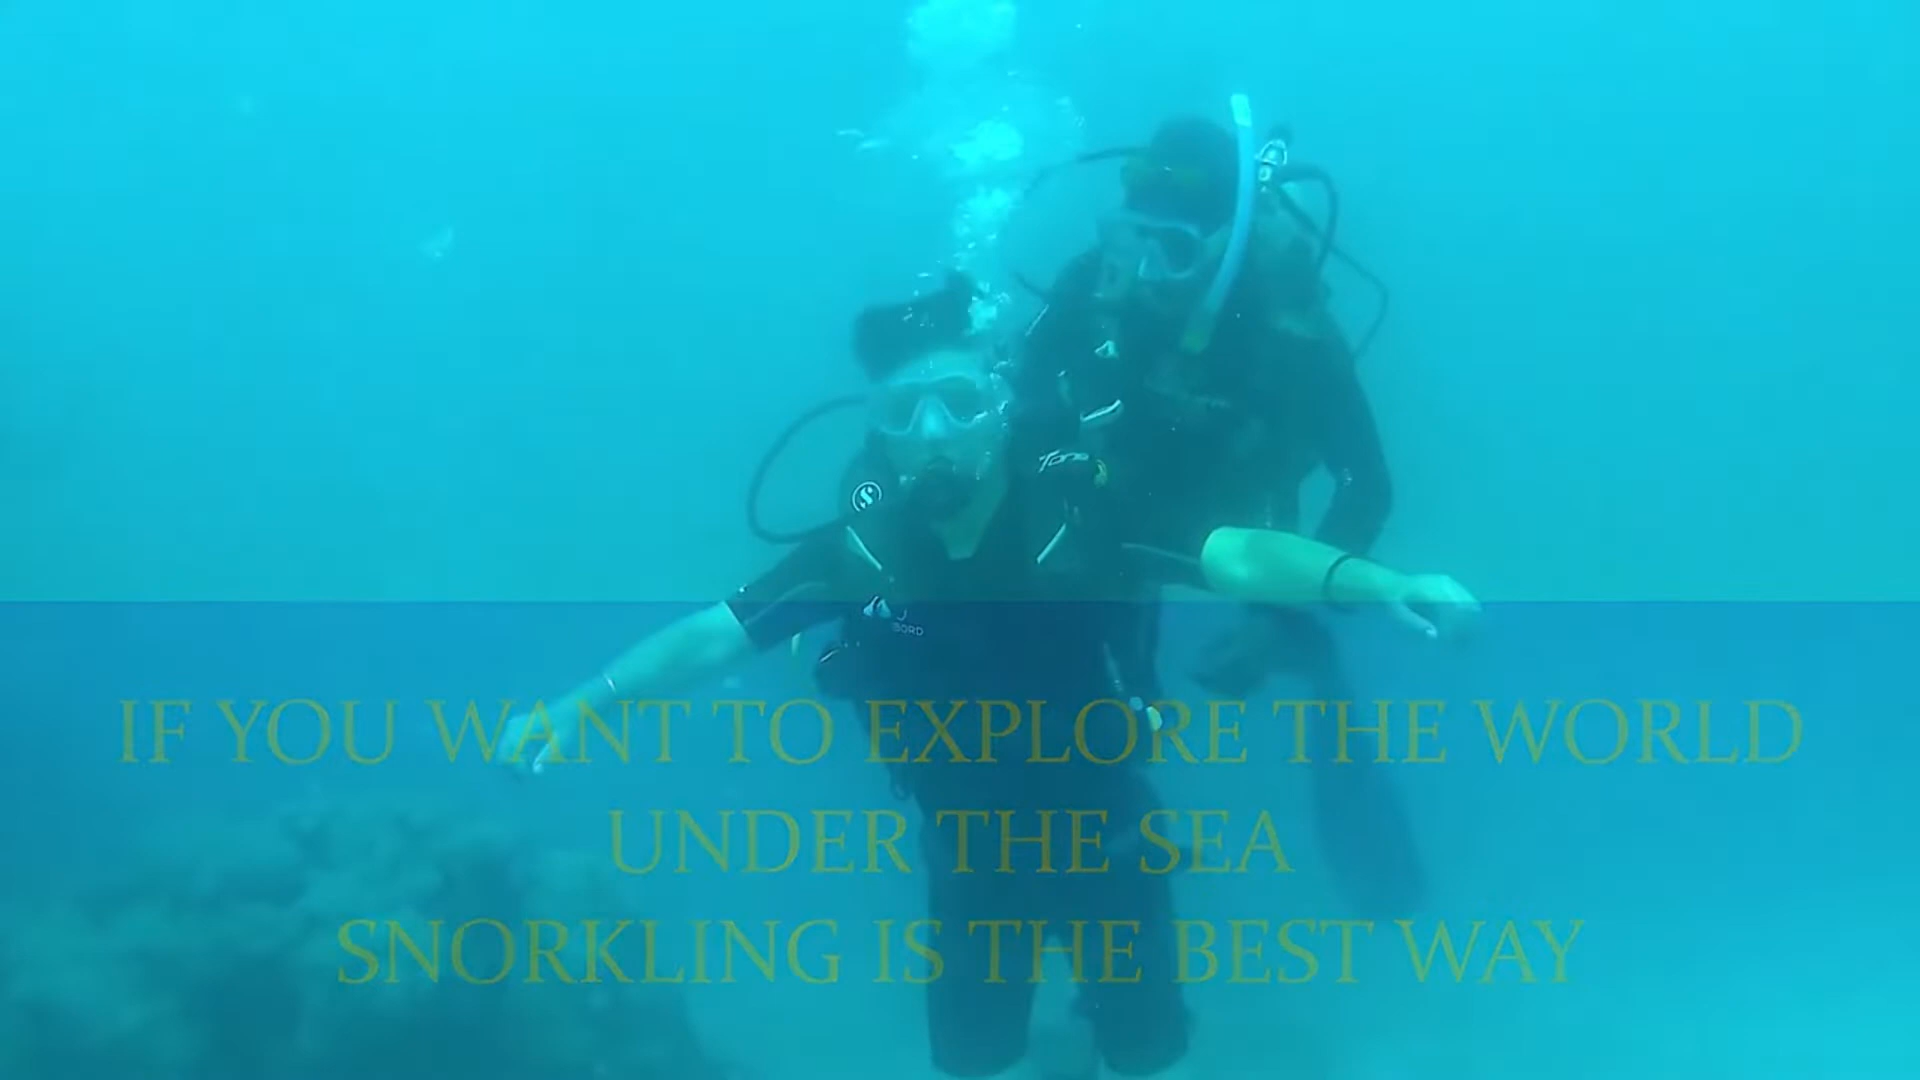 IF YOU WANT TO EXPLORE THE WORLD
UNDER THE SEA
SNORKLING IS THE BEST WAY